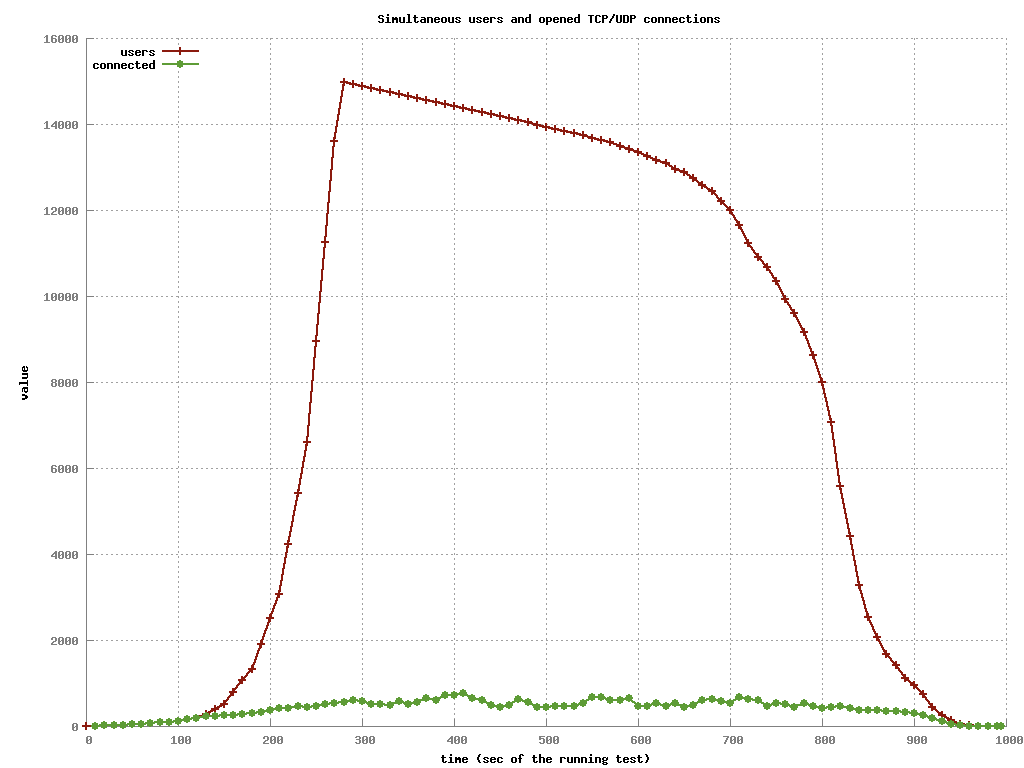 Simultaneous users and opened TCP/UDP connections
16000
users
connected
14000
12000
10000
8000
value
6000
4000
2000
0
0 100 200 300 400 500 600 700 800 900 1000
time (sec of the running test)